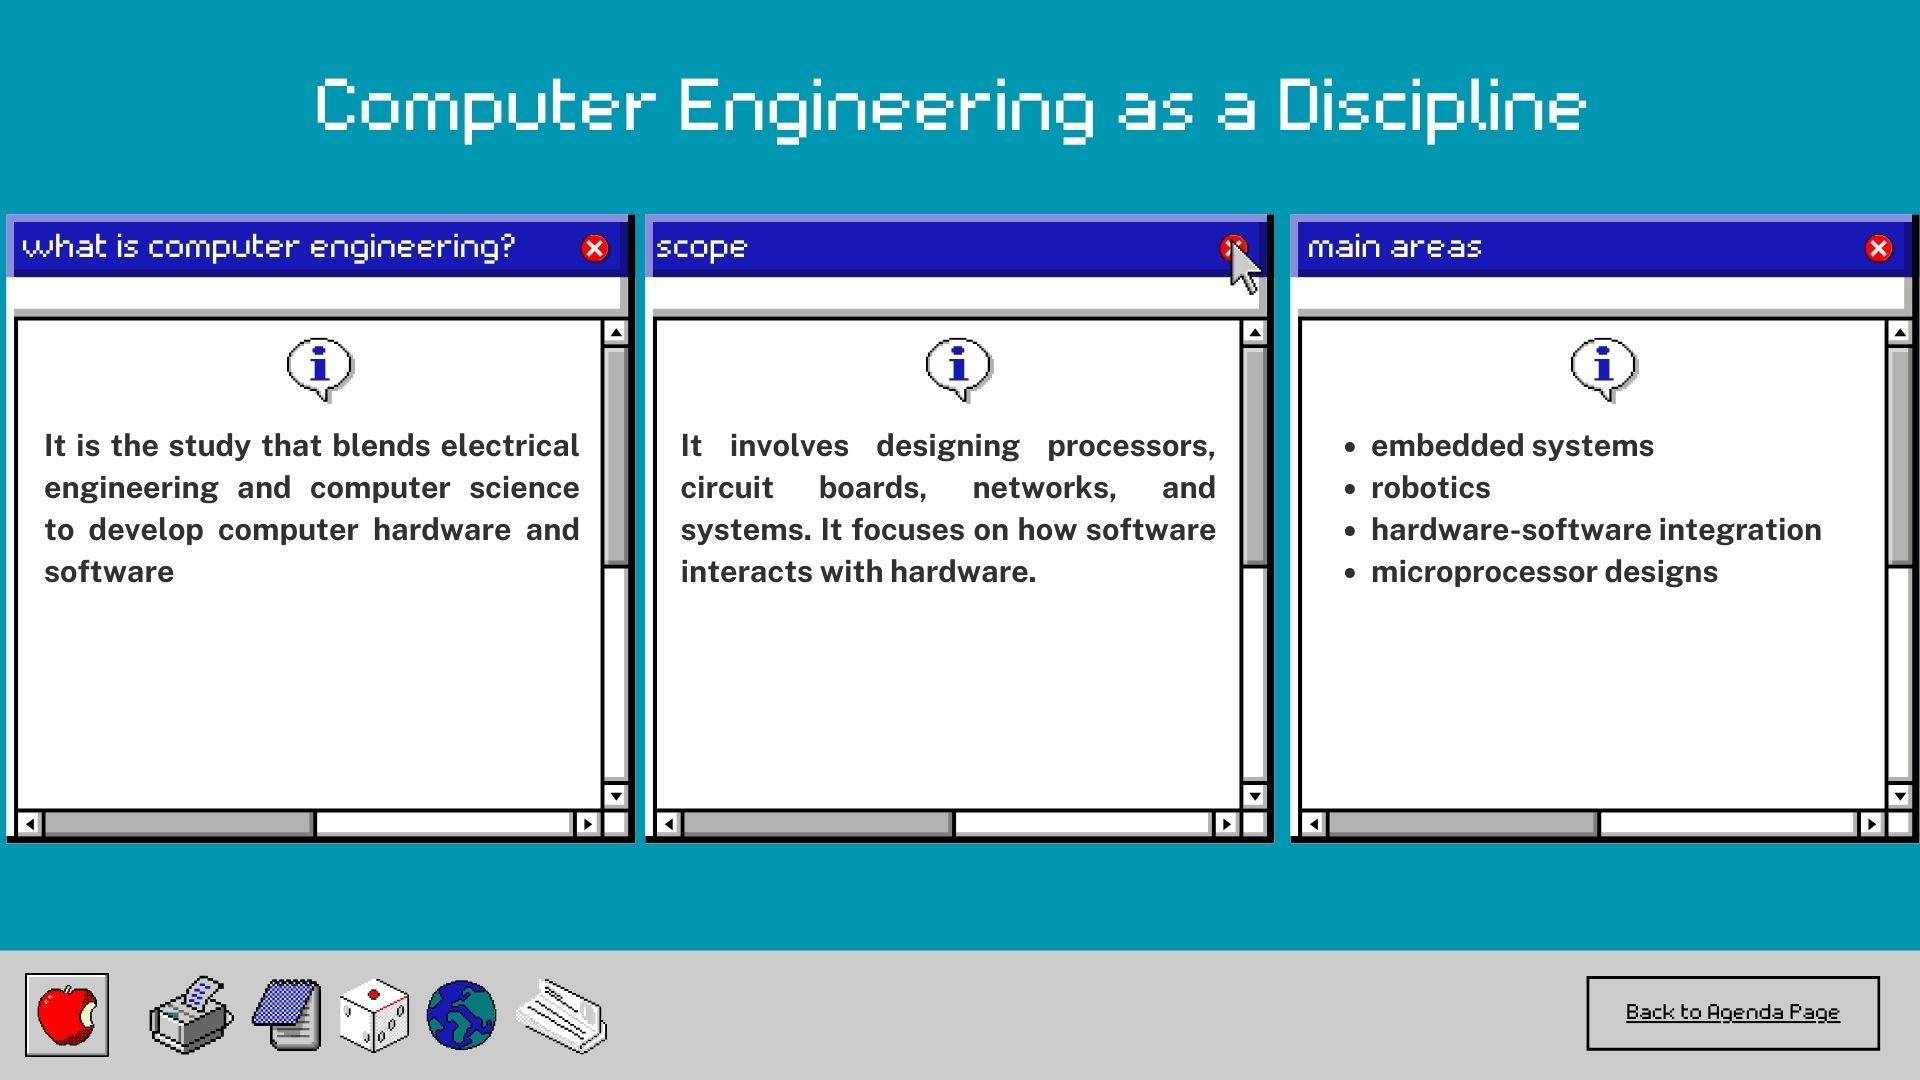 Computer Engineering as a Discipline
what is computer engineering?
It is the study that blends electrical
engineering and computer science
to develop computer hardware and
software
scope
It involves designing processors,
circuit boards, networks, and
systems. It focuses on how software
interacts with hardware.
main areas
• embedded systems
• robotics
• hardware-software integration
• microprocessor designs
Back to Agenda Page